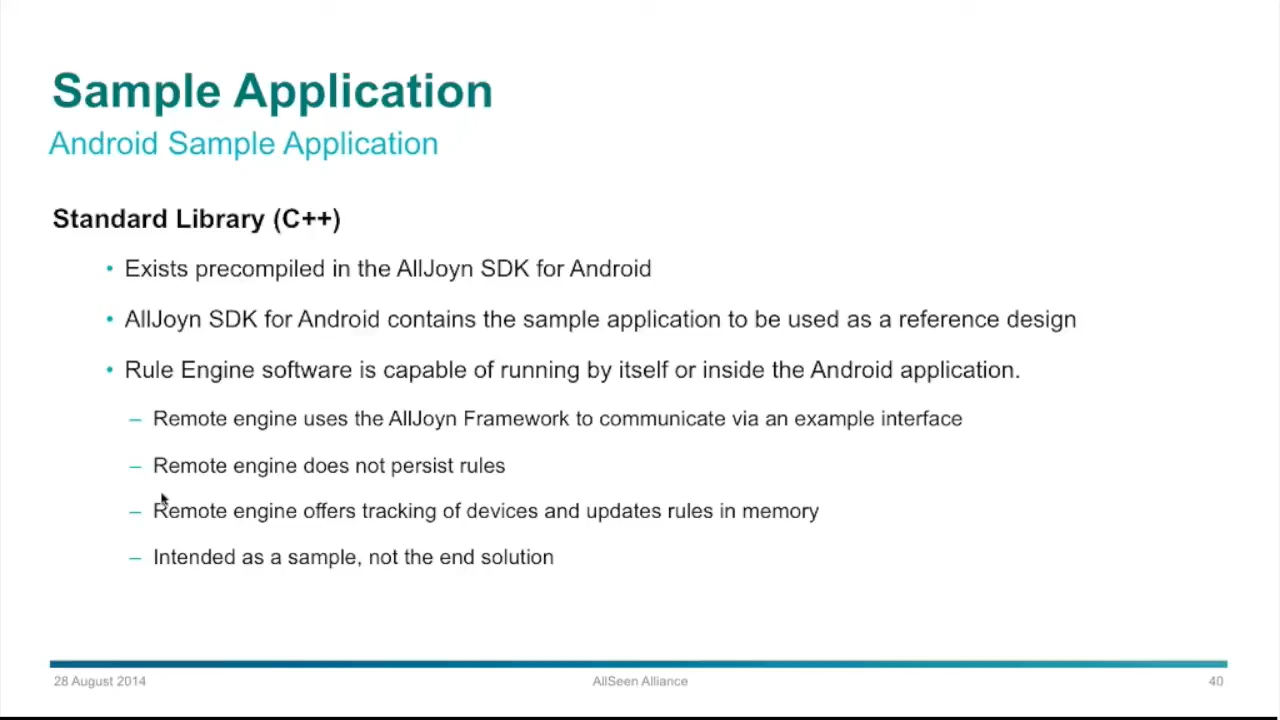 Sample Application
Android Sample Application
Standard Library (C++)
• Exists precompiled in the AllJoyn SDK for Android
• AllJoyn SDK for Android contains the sample application to be used as a reference design
• Rule Engine software is capable of running by itself or inside the Android application.
– Remote engine uses the AllJoyn Framework to communicate via an example interface
– Remote engine does not persist rules
– Remote engine offers tracking of devices and updates rules in memory
– Intended as a sample, not the end solution
28 August 2014 AllSeen Alliance 40